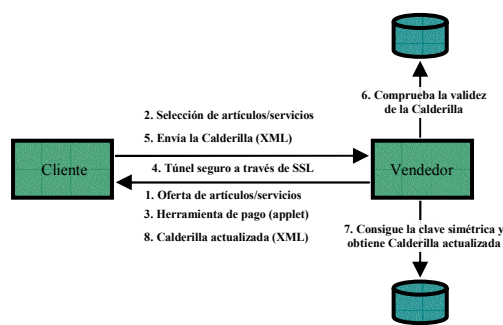 6. Comprueba la validez
de la Calderilla
2. Selección de artículos/servicios
5. Envía la Calderilla (XML)
Cliente
4. Túnel seguro a través de SSL
Vendedor
1. Oferta de artículos/servicios
3. Herramienta de pago (applet)
8. Calderilla actualizada (XML)
7. Consigue la clave simétrica y
obtiene Calderilla actualizada